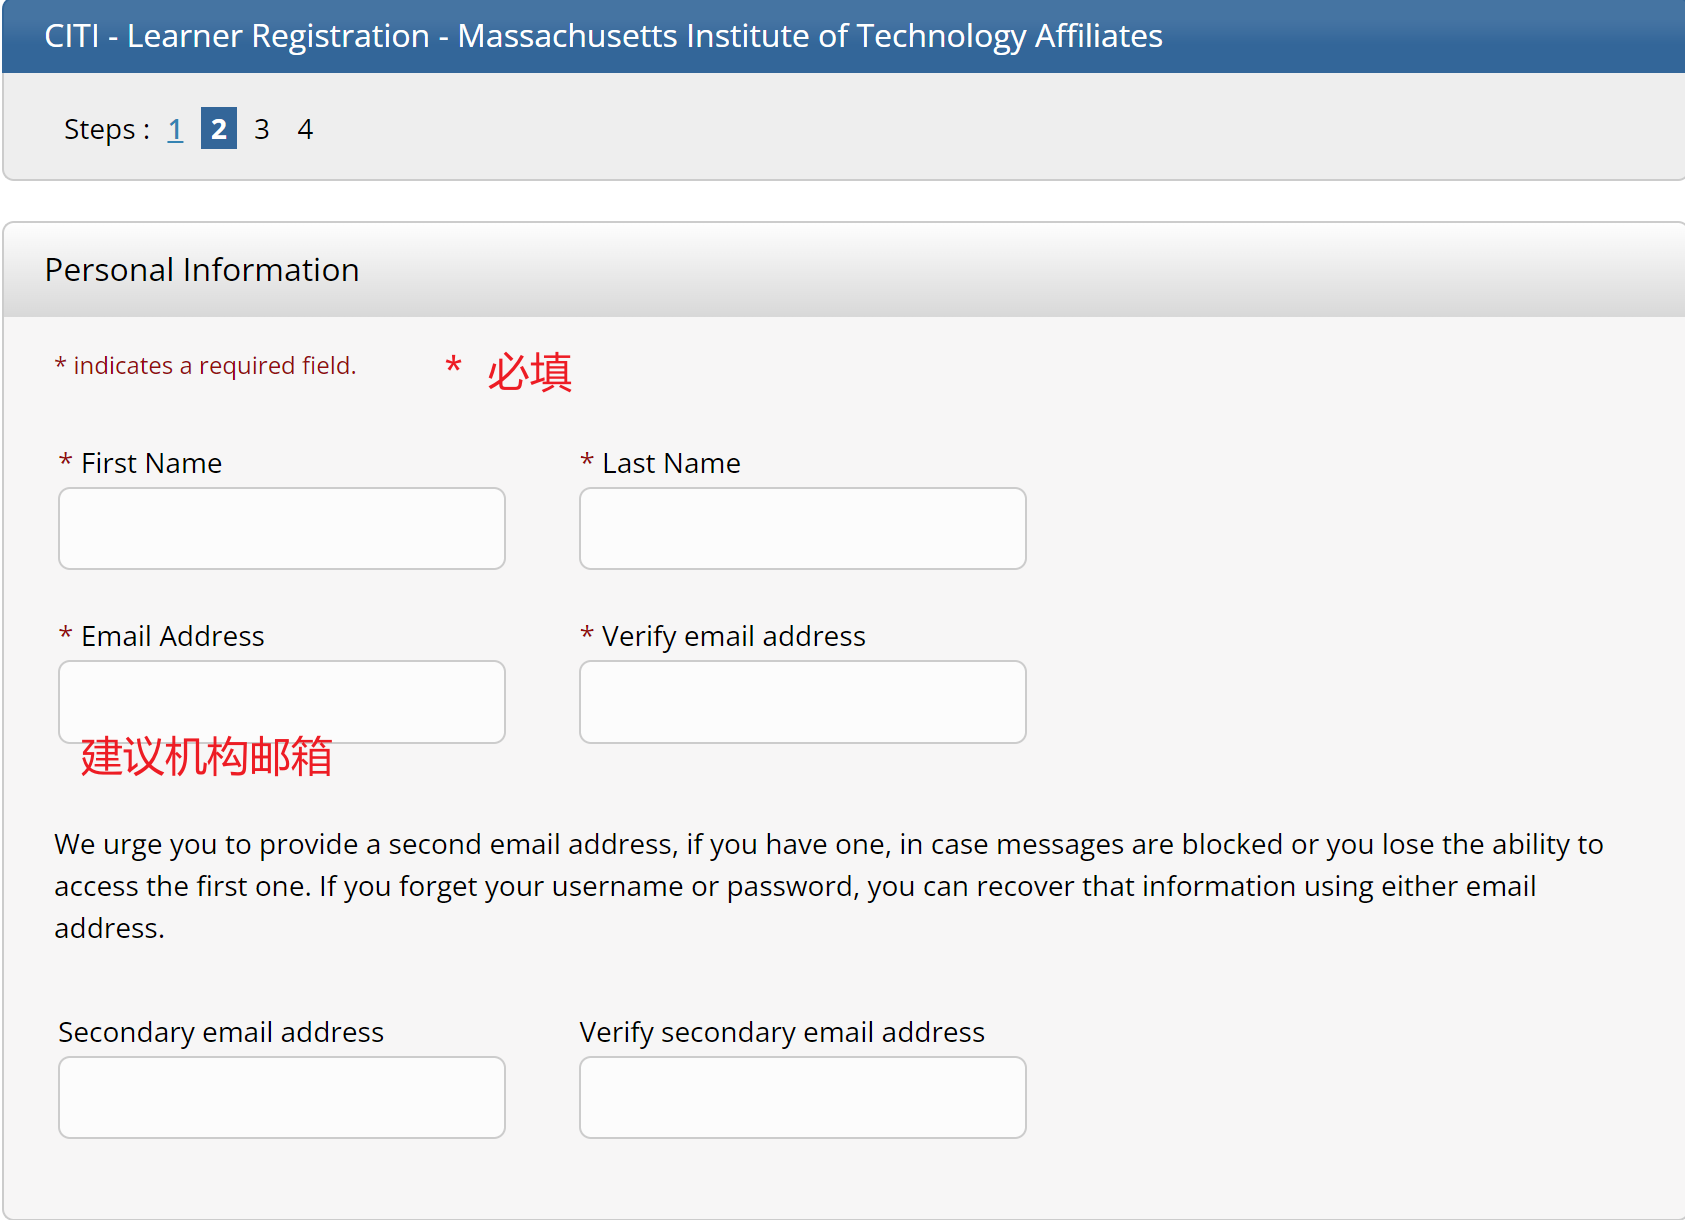 CITI - Learner Registration - Massachusetts Institute of Technology Affiliates
Steps : 1 2 3 4
Personal Information
* indicates a required field. * 必填
* First Name * Last Name
* Email Address * Verify email address
建议机构邮箱
We urge you to provide a second email address, if you have one, in case messages are blocked or you lose the ability to
access the first one. If you forget your username or password, you can recover that information using either email
address.
Secondary email address Verify secondary email address